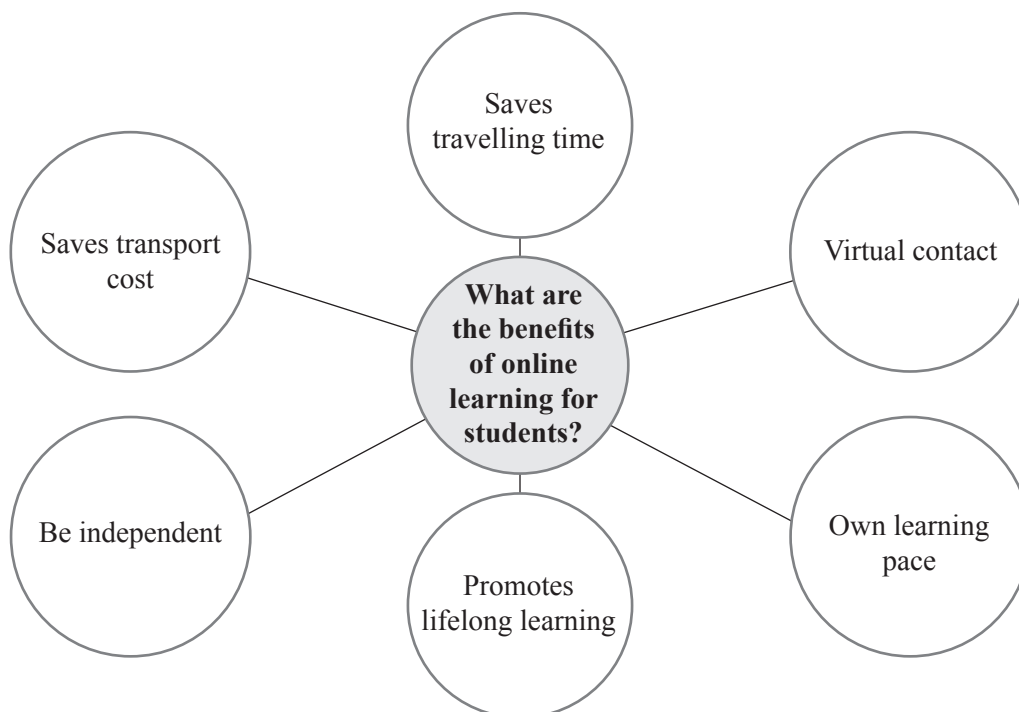 Saves
travelling time
Saves transport
cost
Virtual contact
What are
the benefits
of online
learning for
students?
Be independent
Own learning
pace
Promotes
lifelong learning